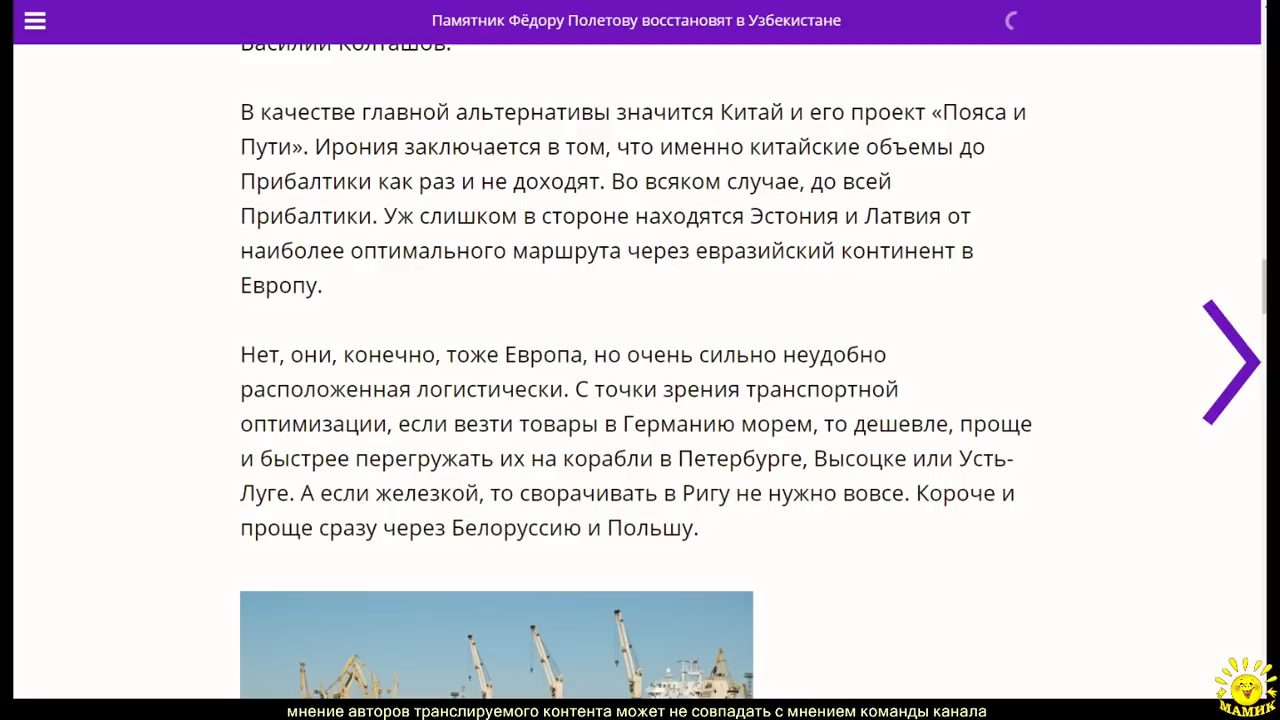 Памятник Фёдору Полетову восстановят в Узбекистане
Василий Колташов.
В качестве главной альтернативы значится Китай и его проект «Пояса и
Пути». Ирония заключается в том, что именно китайские объемы до
Прибалтики как раз и не доходят. Во всяком случае, до всей
Прибалтики. Уж слишком в стороне находятся Эстония и Латвия от
наиболее оптимального маршрута через евразийский континент в
Европу.
Нет, они, конечно, тоже Европа, но очень сильно неудобно
расположенная логистически. С точки зрения транспортной
оптимизации, если везти товары в Германию морем, то дешевле, проще
и быстрее перегружать их на корабли в Петербурге, Высоцке или Усть-
Луге. А если железкой, то сворачивать в Ригу не нужно вовсе. Короче и
проще сразу через Белоруссию и Польшу.
МАМИК
мнение авторов транслируемого контента может не совпадать с мнением команды канала